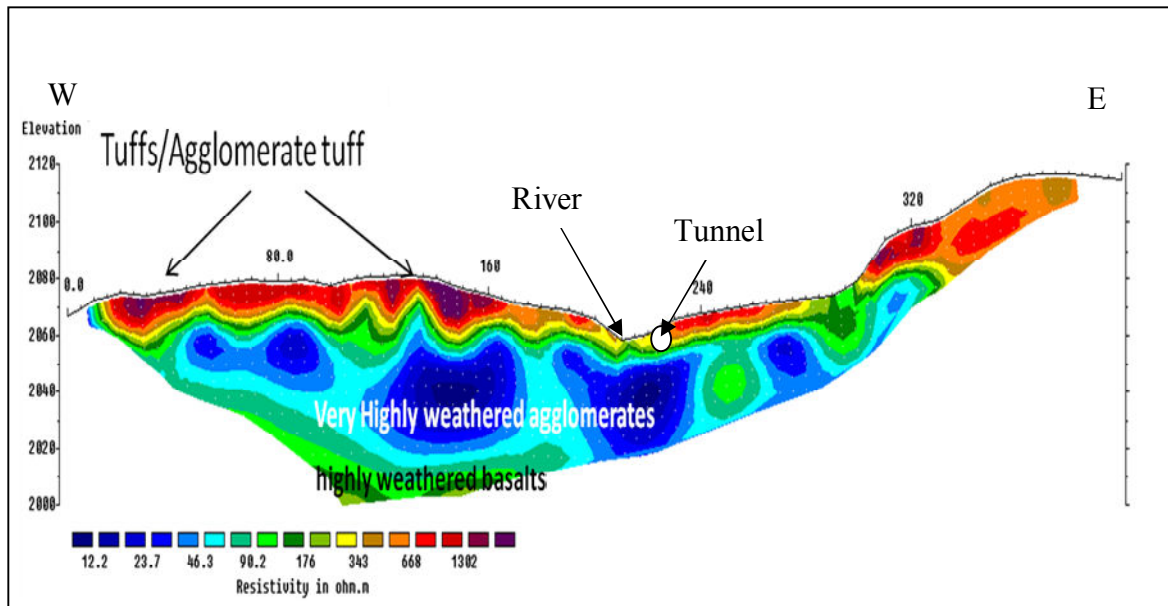 W
E
Elevation
Tuffs/Agglomerate tuff
2120
River
Tunnel
2100
320
80.0
160
2080
0.0
240
2060
2040
Very Highly weathered agglomerates
2020
highly weathered basalts
2000
12.2 23.7 46.3 90.2 176 343 668 1302
Resistivity in ohm.m